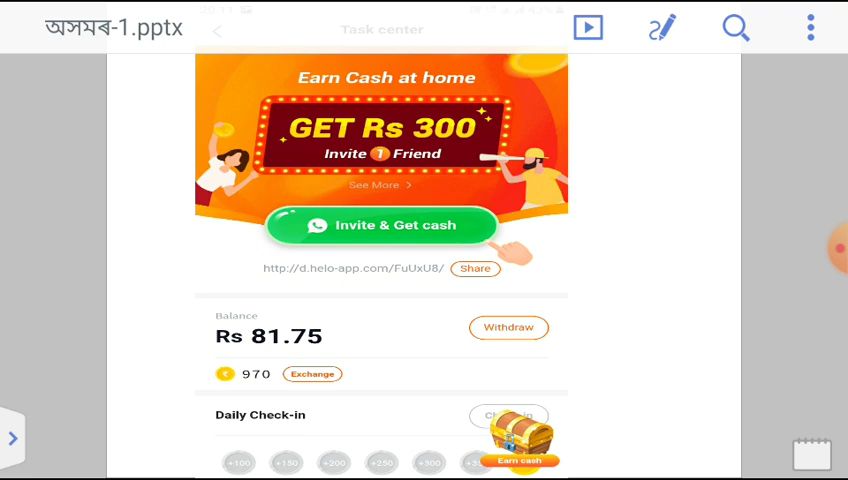 অসমৰ-1.pptx
Task center
Earn Cash at home
GET Rs 300
Invite 1 Friend
See More >
Invite & Get cash
http://d.helo-app.com/FuUxU8/ Share
Balance
Rs 81.75
Withdraw
970 Exchange
Daily Check-in
Earn cash
+100 +150 +200 +250 +300